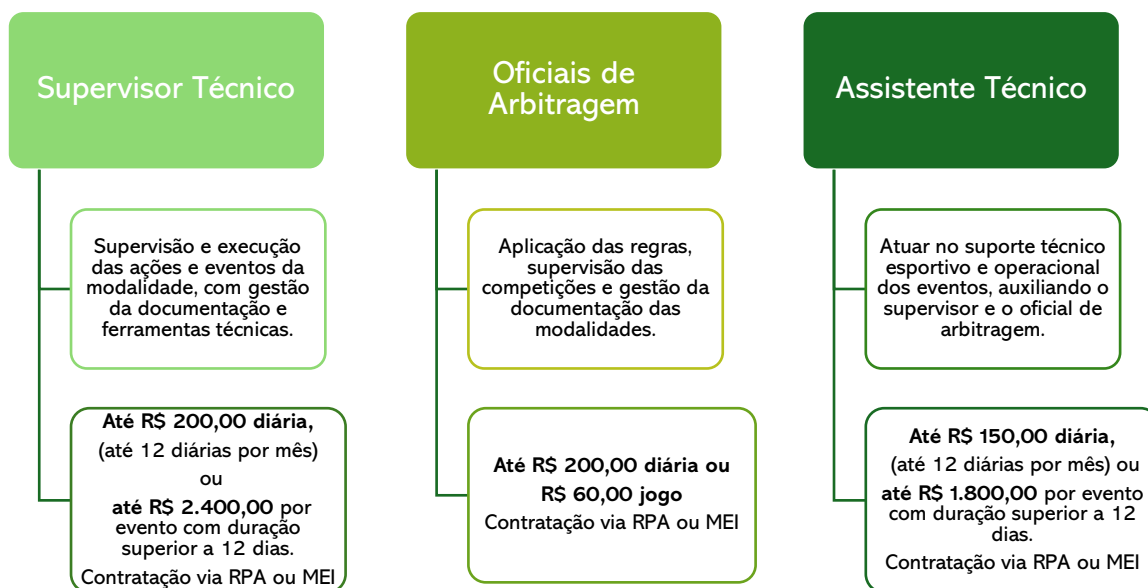 Supervisor Técnico
Supervisão e execução
das ações e eventos da
modalidade, com gestão
da documentação e
ferramentas técnicas.
Até R$ 200,00 diária,
(até 12 diárias por mês)
ou
até R$ 2.400,00 por
evento com duração
superior a 12 dias.
Contratação via RPA ou MEI
Oficiais de
Arbitragem
Aplicação das regras,
supervisão das
competições e gestão da
documentação das
modalidades.
Até R$ 200,00 diária ou
R$ 60,00 jogo
Contratação via RPA ou MEI
Assistente Técnico
Atuar no suporte técnico
esportivo e operacional
dos eventos, auxiliando o
supervisor e o oficial de
arbitragem.
Até R$ 150,00 diária,
(até 12 diárias por mês) ou
até R$ 1.800,00 por evento
com duração superior a 12
dias.
Contratação via RPA ou MEI